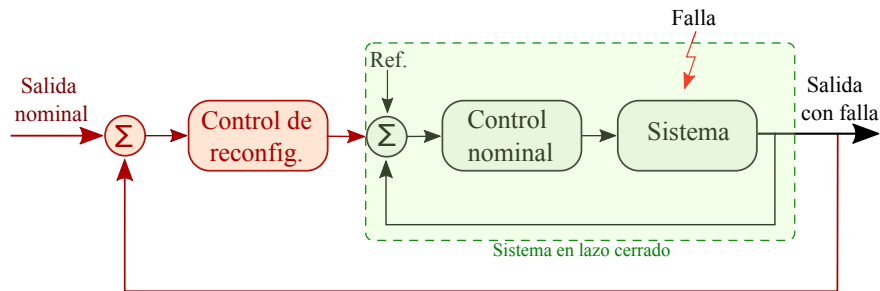 Falla
Ref.
Salida
nominal
Σ
Control de
reconfig.
Σ
Control
nominal
Sistema
Salida
con falla
Sistema en lazo cerrado